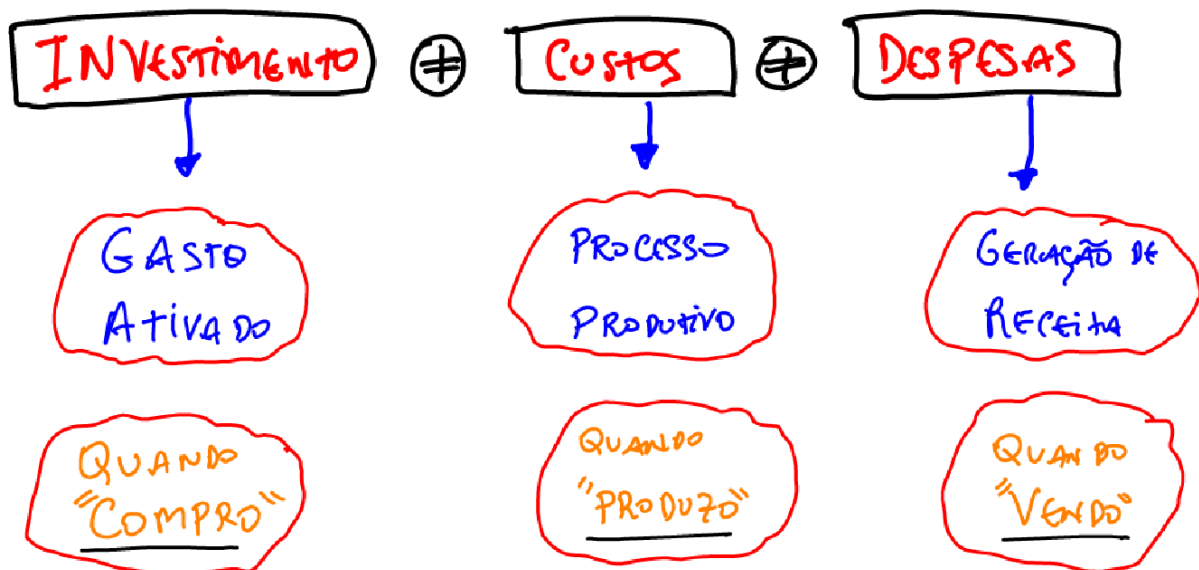 INVESTIMENTO + CUSTOS + DESPESAS
GASTO
ATIVADO
PROCESSO
PRODUTIVO
GERAÇÃO DE
RECEITA
QUANDO
"COMPRO"
QUANDO
"PRODUZO"
QUANDO
"VENDO"